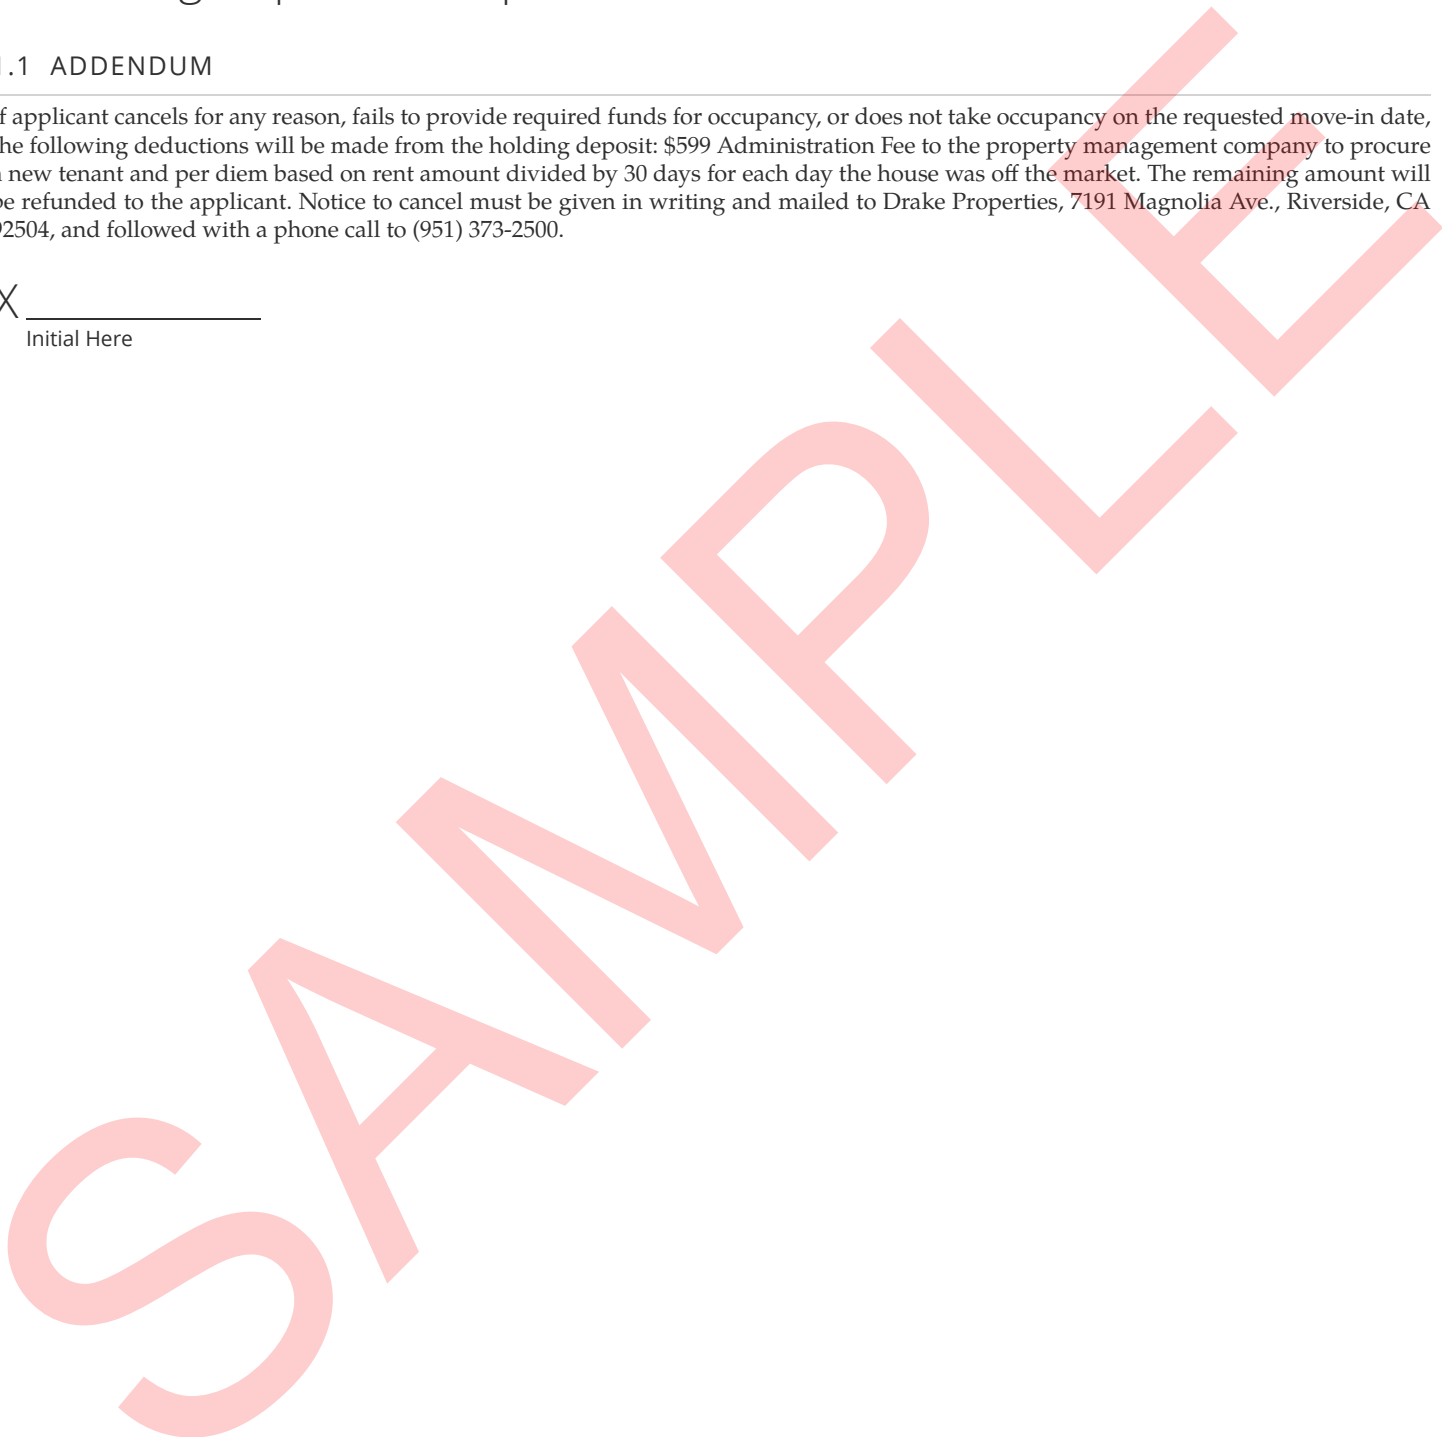 .1 ADDENDUM
f applicant cancels for any reason, fails to provide required funds for occupancy, or does not take occupancy on the requested move-in date,
he following deductions will be made from the holding deposit: $599 Administration Fee to the property management company to procure
new tenant and per diem based on rent amount divided by 30 days for each day the house was off the market. The remaining amount will
be refunded to the applicant. Notice to cancel must be given in writing and mailed to Drake Properties, 7191 Magnolia Ave., Riverside, CA
92504, and followed with a phone call to (951) 373-2500.
X
Initial Here
SAMPLE